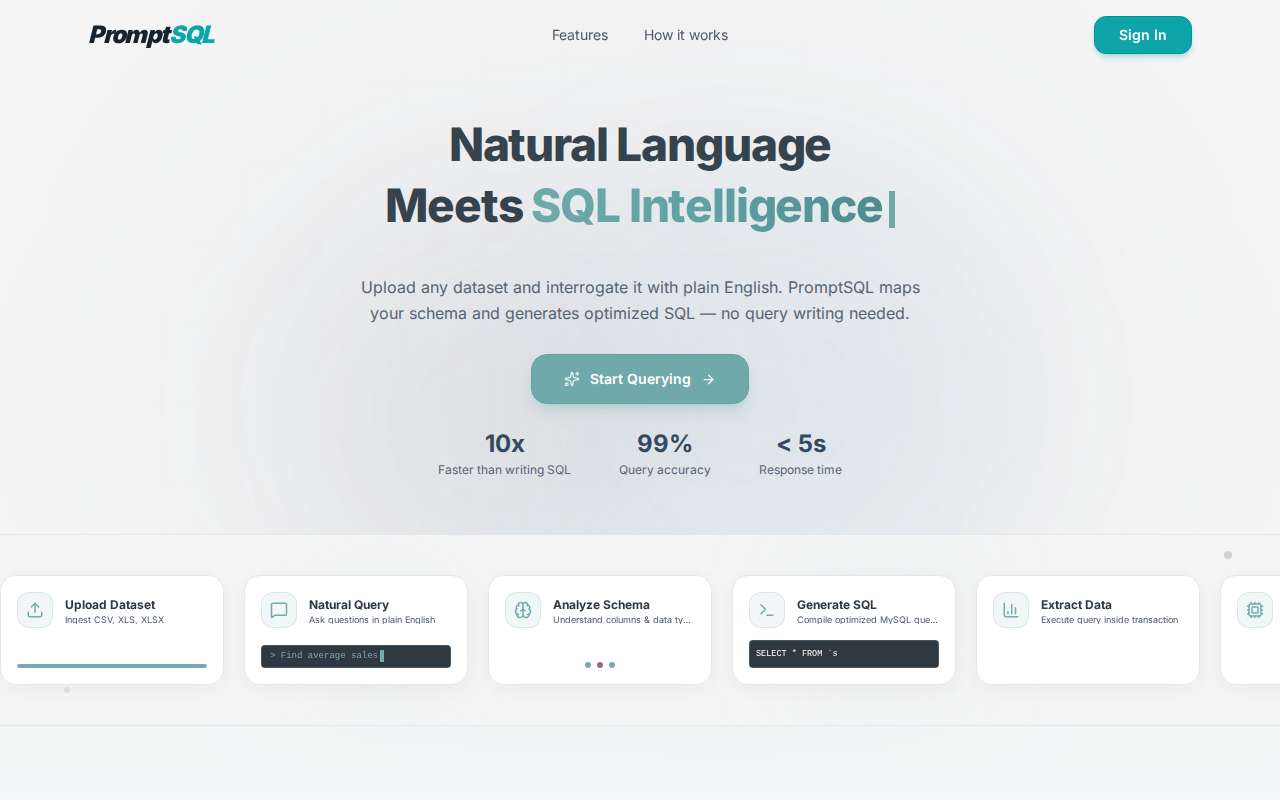 PromptSQL
Features
How it works
Sign In
Natural Language
Meets SQL Intelligence
Upload any dataset and interrogate it with plain English. PromptSQL maps
your schema and generates optimized SQL — no query writing needed.
Start Querying
10x
Faster than writing SQL
99%
Query accuracy
< 5s
Response time
Upload Dataset
Ingest CSV, XLS, XLSX
Natural Query
Ask questions in plain English
> Find average sales
Analyze Schema
Understand columns & data ty...
Generate SQL
Compile optimized MySQL que...
SELECT * FROM `s
Extract Data
Execute query inside transaction